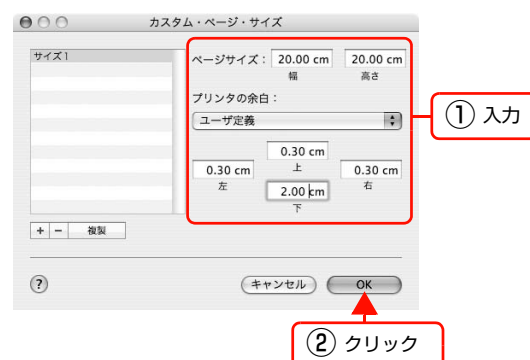 カスタム・ページ・サイズ
サイズ 1
ページサイズ： 20.00 cm 20.00 cm
幅 高さ
プリンタの余白：
ユーザ定義
① 入力
0.30 cm
上
0.30 cm 0.30 cm
左 右
2.00 cm
下
+ − 複製
? キャンセル OK
② クリック